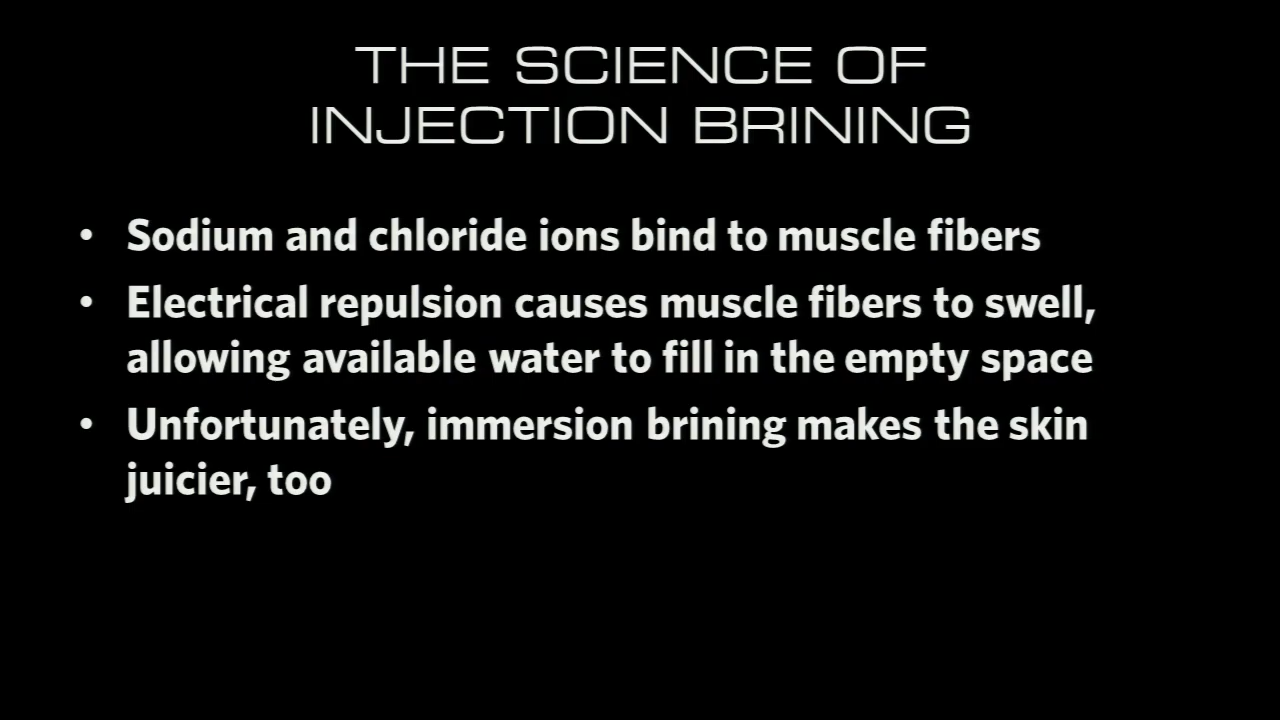 THE SCIENCE OF
INJECTION BRINING
• Sodium and chloride ions bind to muscle fibers
• Electrical repulsion causes muscle fibers to swell,
allowing available water to fill in the empty space
• Unfortunately, immersion brining makes the skin
juicier, too